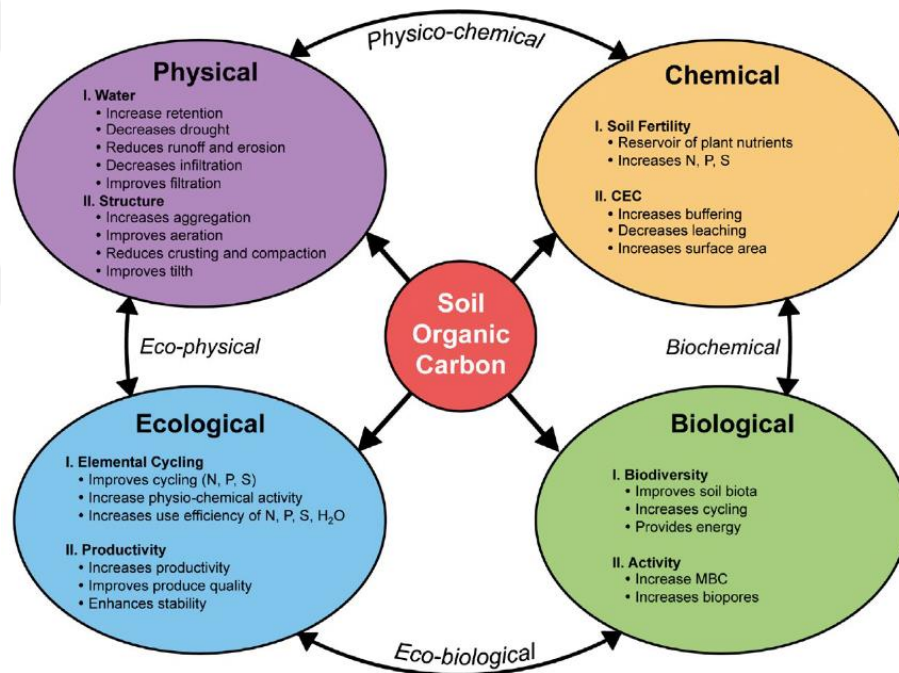 Physico-chemical
Physical
I. Water
• Increase retention
• Decreases drought
• Reduces runoff and erosion
• Decreases infiltration
• Improves filtration
II. Structure
• Increases aggregation
• Improves aeration
• Reduces crusting and compaction
• Improves tilth
Chemical
I. Soil Fertility
• Reservoir of plant nutrients
• Increases N, P, S
II. CEC
• Increases buffering
• Decreases leaching
• Increases surface area
Soil
Organic
Carbon
Eco-physical
Biochemical
Ecological
I. Elemental Cycling
• Improves cycling (N, P, S)
• Increase physio-chemical activity
• Increases use efficiency of N, P, S, H₂O
II. Productivity
• Increases productivity
• Improves produce quality
• Enhances stability
Biological
I. Biodiversity
• Improves soil biota
• Increases cycling
• Provides energy
II. Activity
• Increase MBC
• Increases biopores
Eco-biological